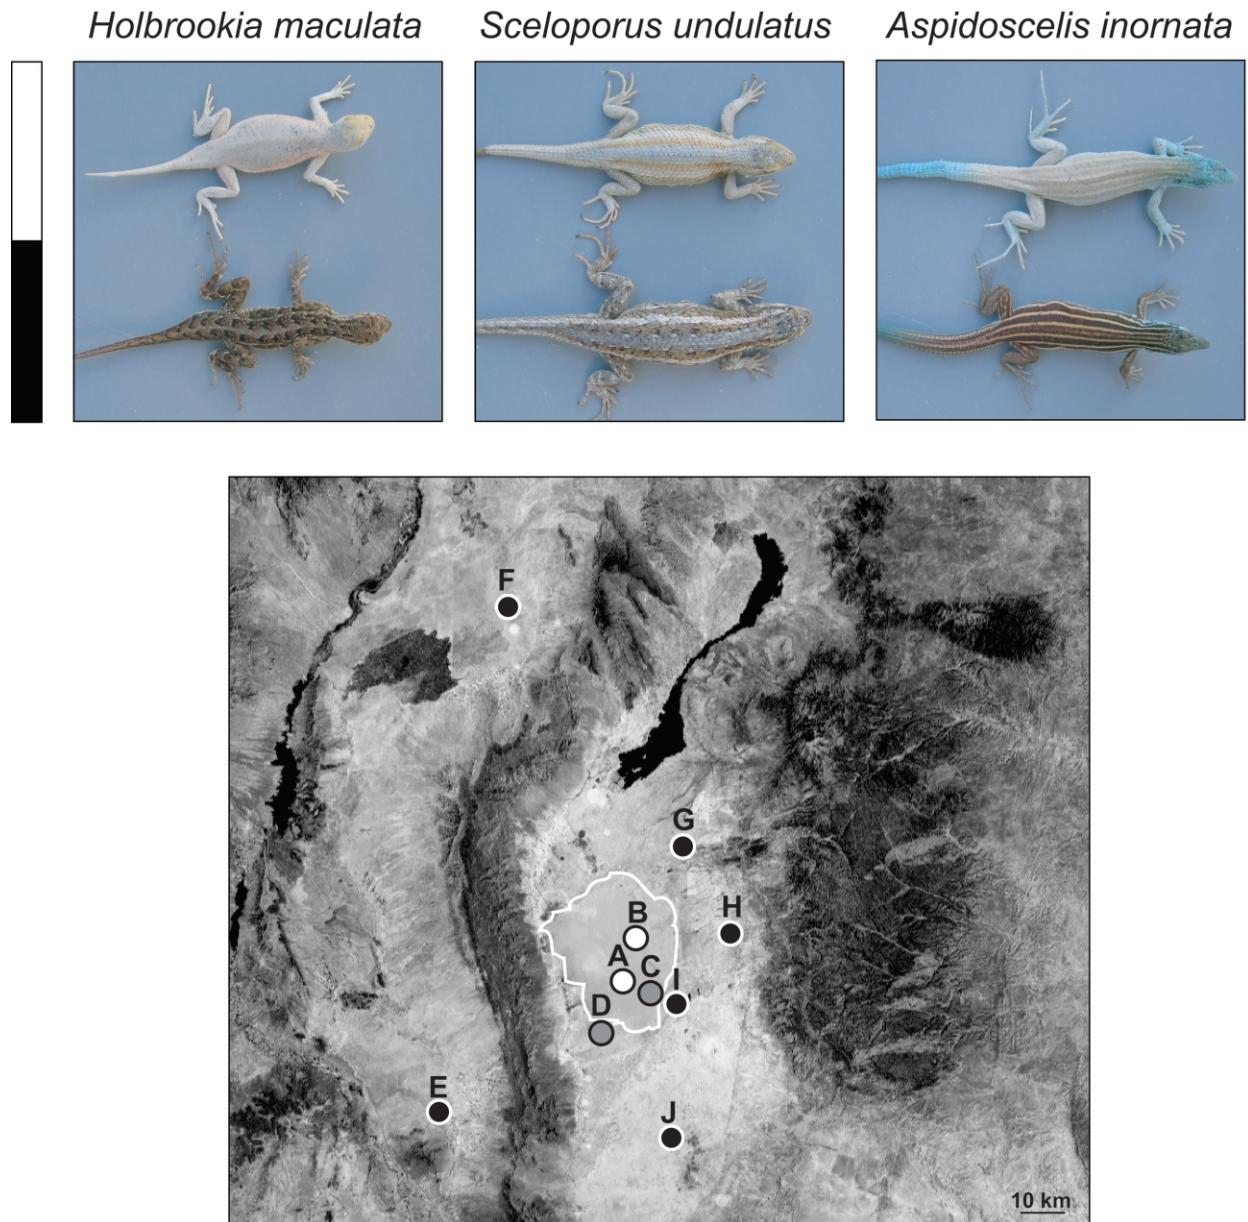 Holbrookia maculata
Sceloporus undulatus
Aspidoscelis inornata
F
G
B
H
A
C
I
D
E
J
10 km